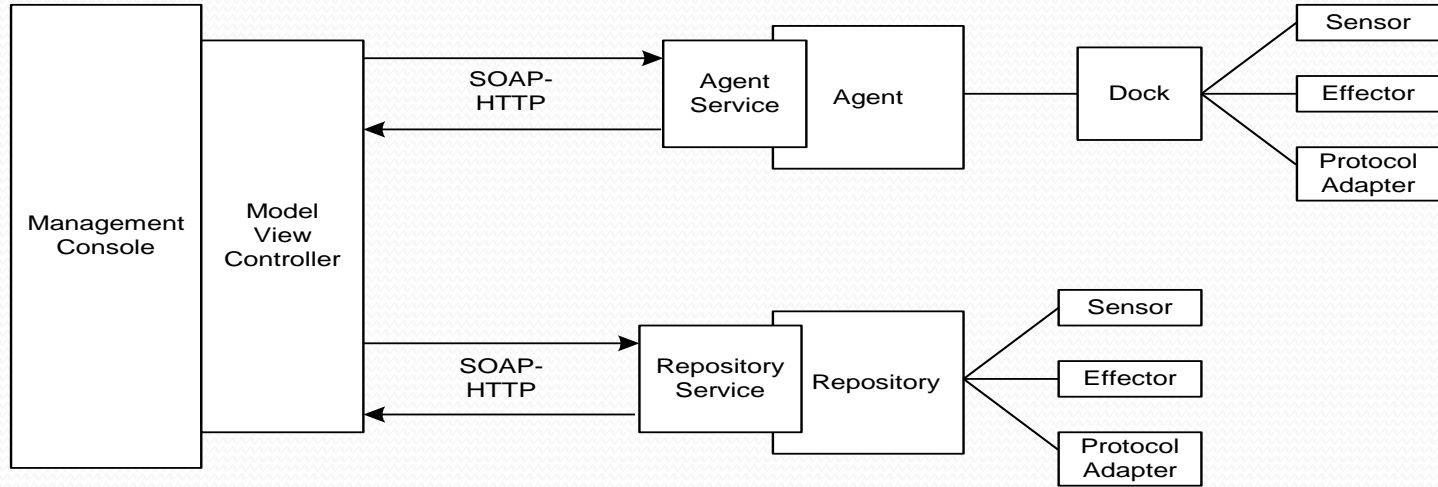 Management
Console
Model
View
Controller
SOAP-
HTTP
Agent
Service
Agent
Dock
Sensor
Effector
Protocol
Adapter
SOAP-
HTTP
Repository
Service
Repository
Sensor
Effector
Protocol
Adapter